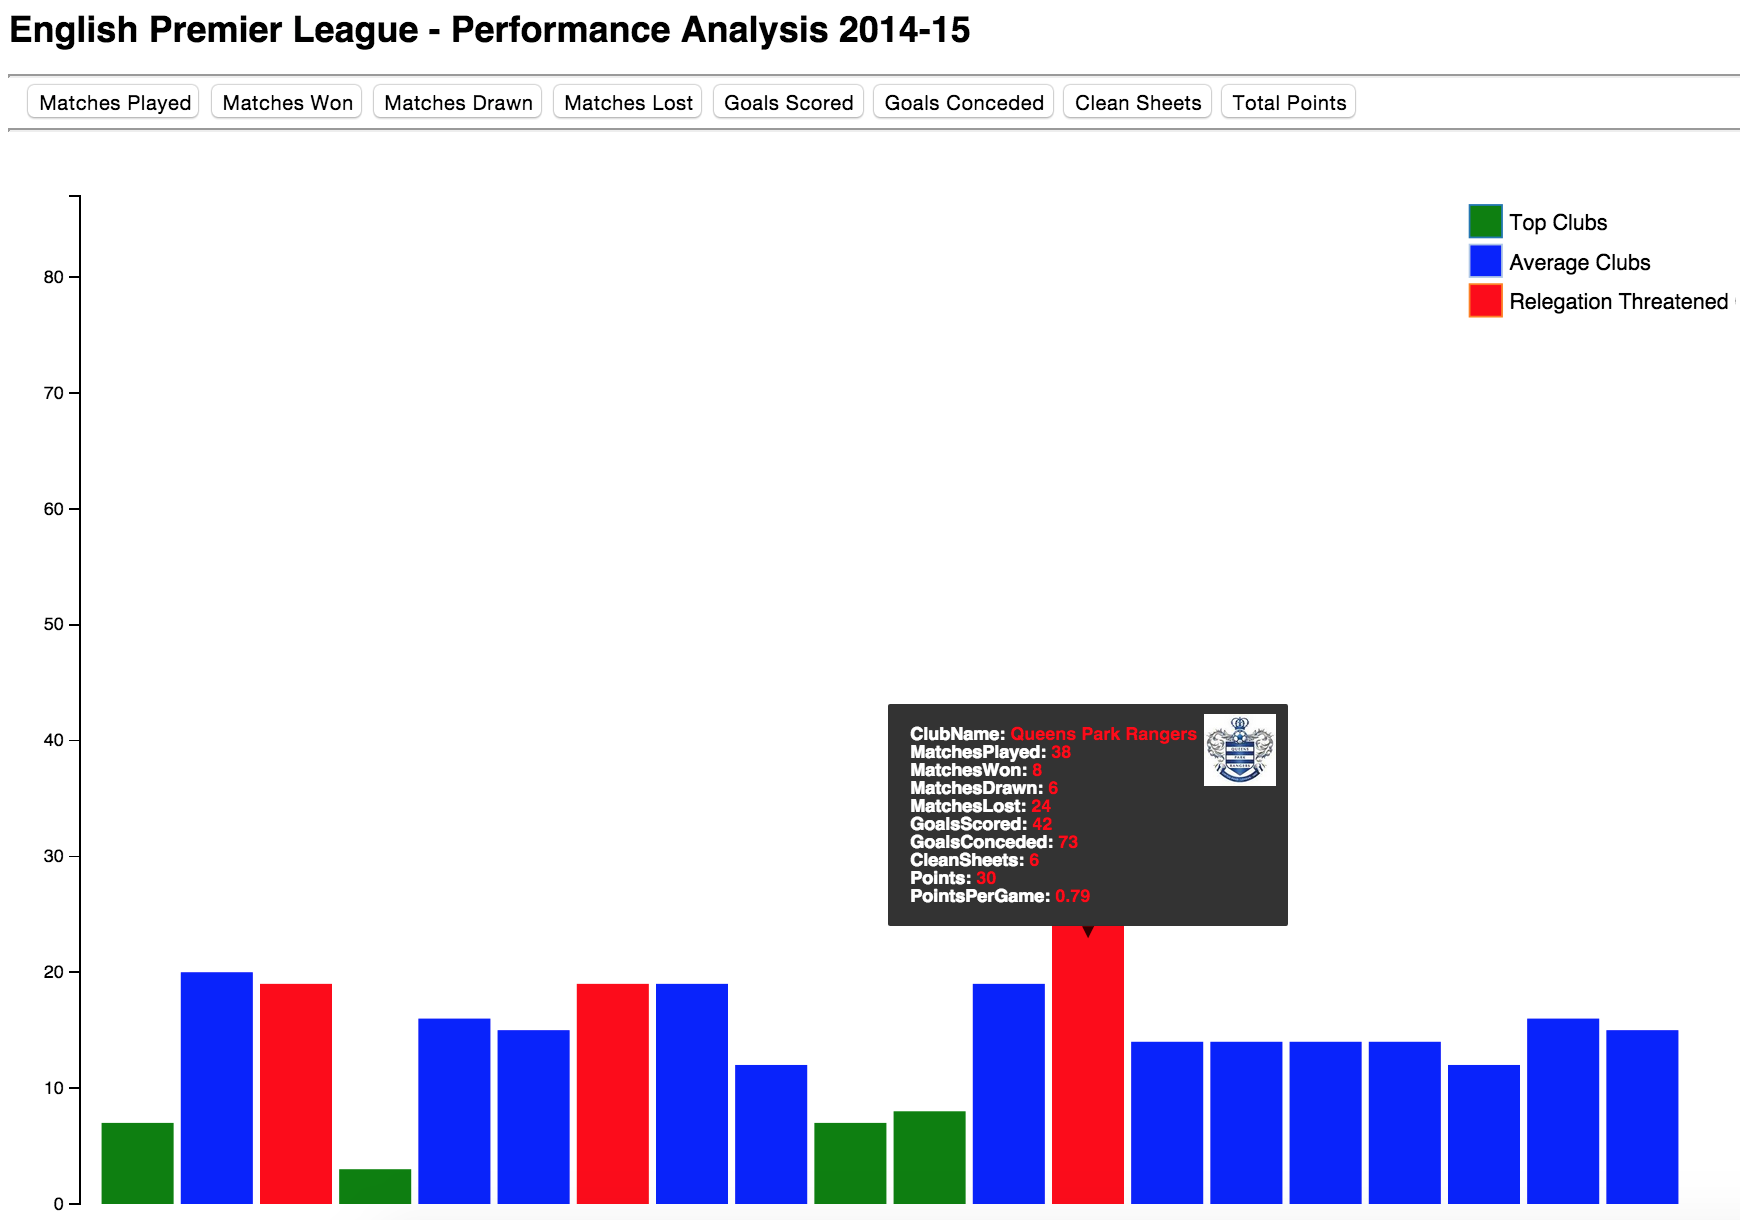 English Premier League - Performance Analysis 2014-15
Matches Played Matches Won Matches Drawn Matches Lost Goals Scored Goals Conceded Clean Sheets Total Points
Top Clubs
Average Clubs
Relegation Threatened
80
70
60
50
40
30
20
10
0
ClubName: Queens Park Rangers
MatchesPlayed: 38
MatchesWon: 8
MatchesDrawn: 6
MatchesLost: 24
GoalsScored: 42
GoalsConceded: 73
CleanSheets: 6
Points: 30
PointsPerGame: 0.79
QUEENS
PARK
RANGERS